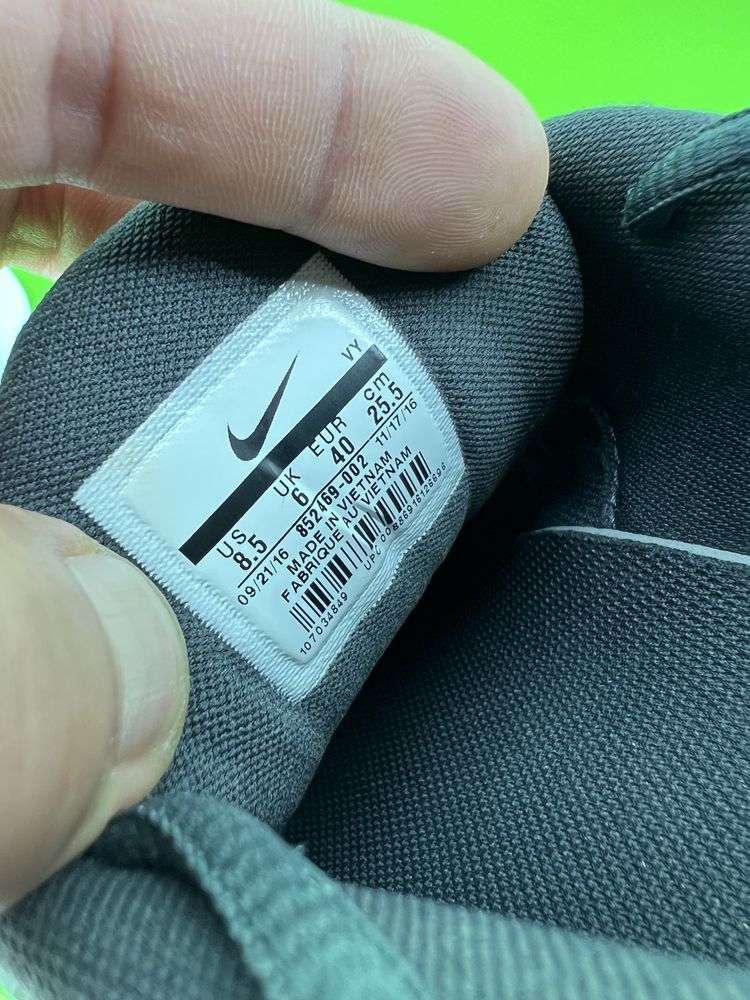 VY
US UK EUR cm
8.5 6 40 25.5
09/21/16 852469-002 11/17/16
MADE IN VIETNAM
FABRIQUE AU VIETNAM
107034849